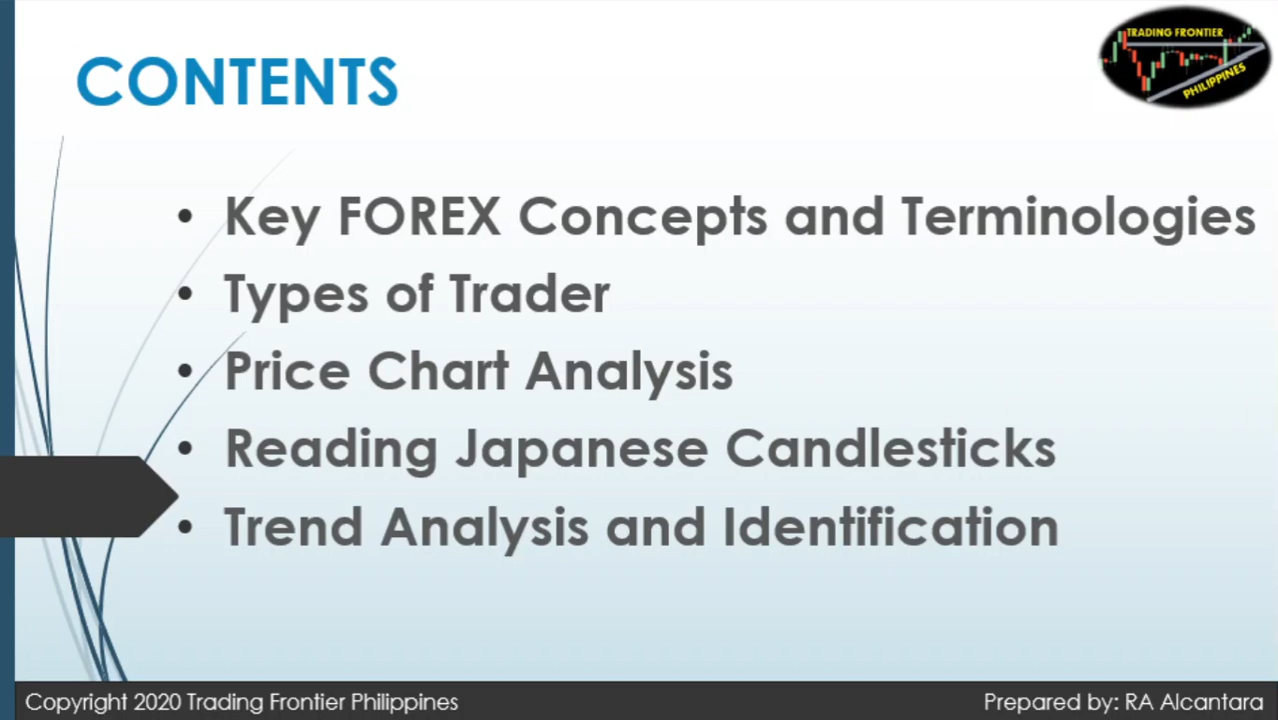 CONTENTS
TRADING FRONTIER
PHILIPPINES
• Key FOREX Concepts and Terminologies
• Types of Trader
• Price Chart Analysis
• Reading Japanese Candlesticks
• Trend Analysis and Identification
Copyright 2020 Trading Frontier Philippines
Prepared by: RA Alcantara